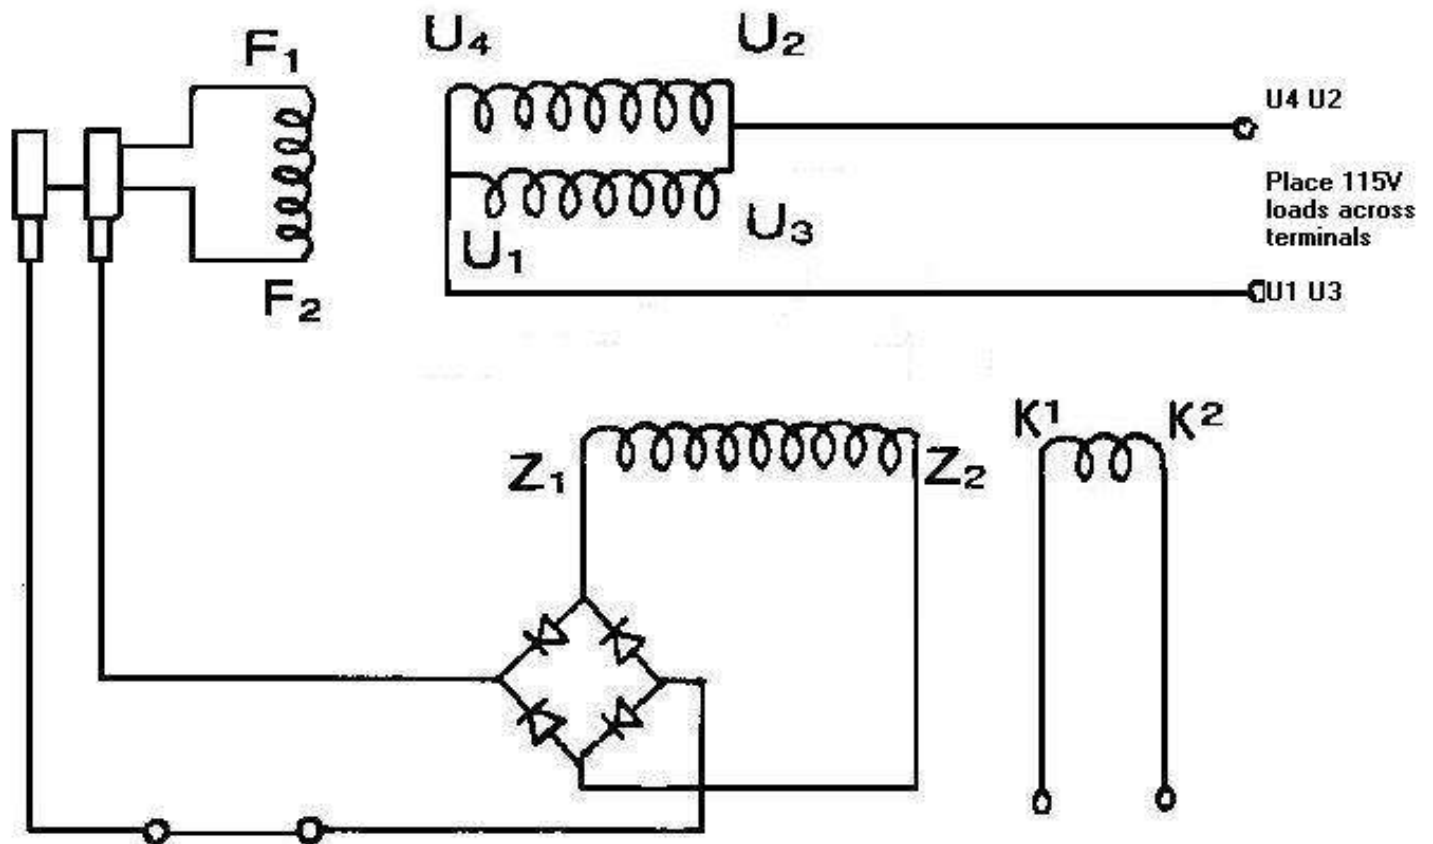 F1
U4
U2
U4 U2
Place 115V
loads across
terminals
U3
U1
U1 U3
F2
K1
K2
Z1
Z2